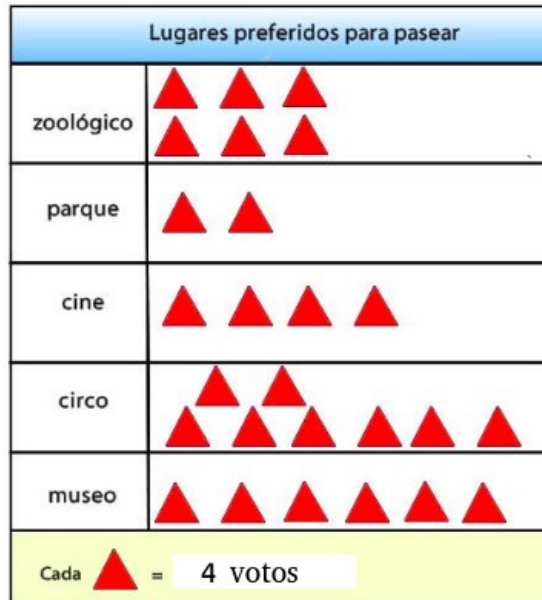 Lugares preferidos para pasear
zoológico
parque
cine
circo
museo
Cada = 4 votos